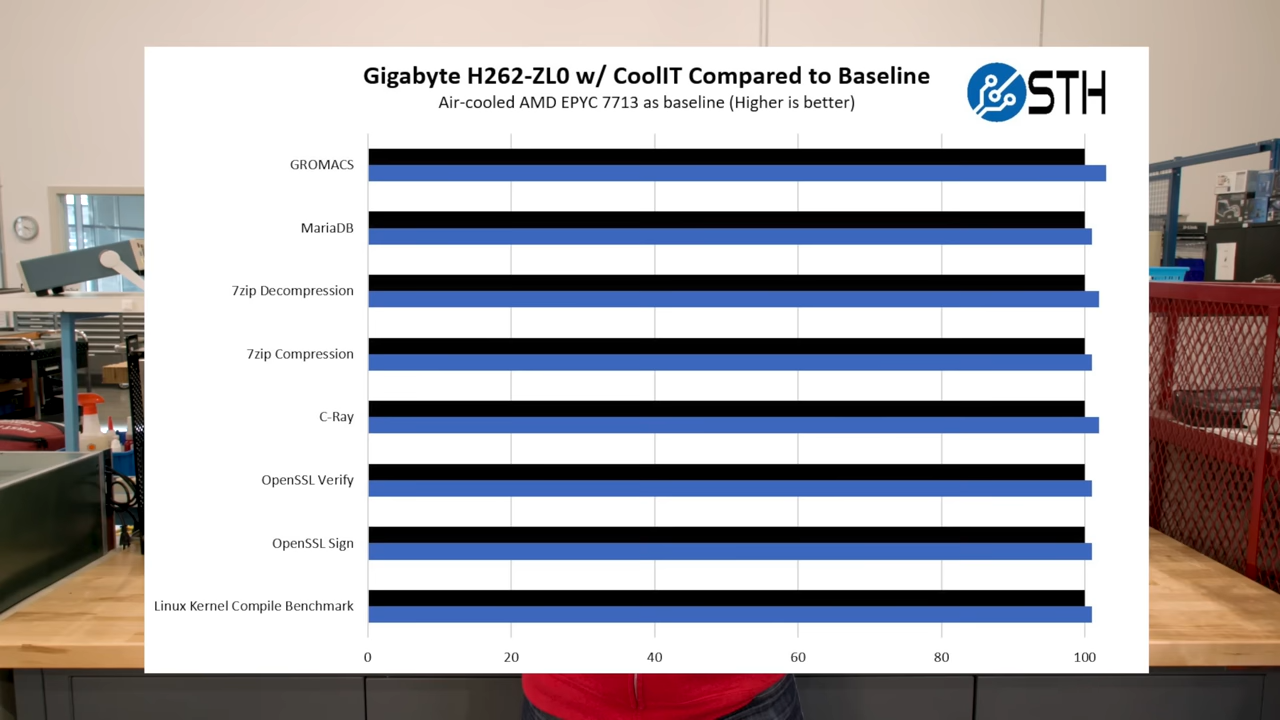 Gigabyte H262-ZL0 w/ CoolIT Compared to Baseline
Air-cooled AMD EPYC 7713 as baseline (Higher is better)
STH
GROMACS
MariaDB
7zip Decompression
7zip Compression
C-Ray
OpenSSL Verify
OpenSSL Sign
Linux Kernel Compile Benchmark
0 20 40 60 80 100